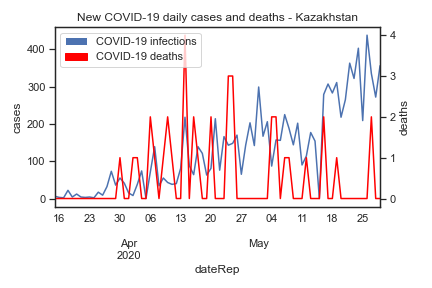 New COVID-19 daily cases and deaths - Kazakhstan
COVID-19 infections
COVID-19 deaths
cases
400
300
200
100
0
deaths
4
3
2
1
0
16 23 30 06 13 20 27 04 11 18 25
Apr May
2020
dateRep